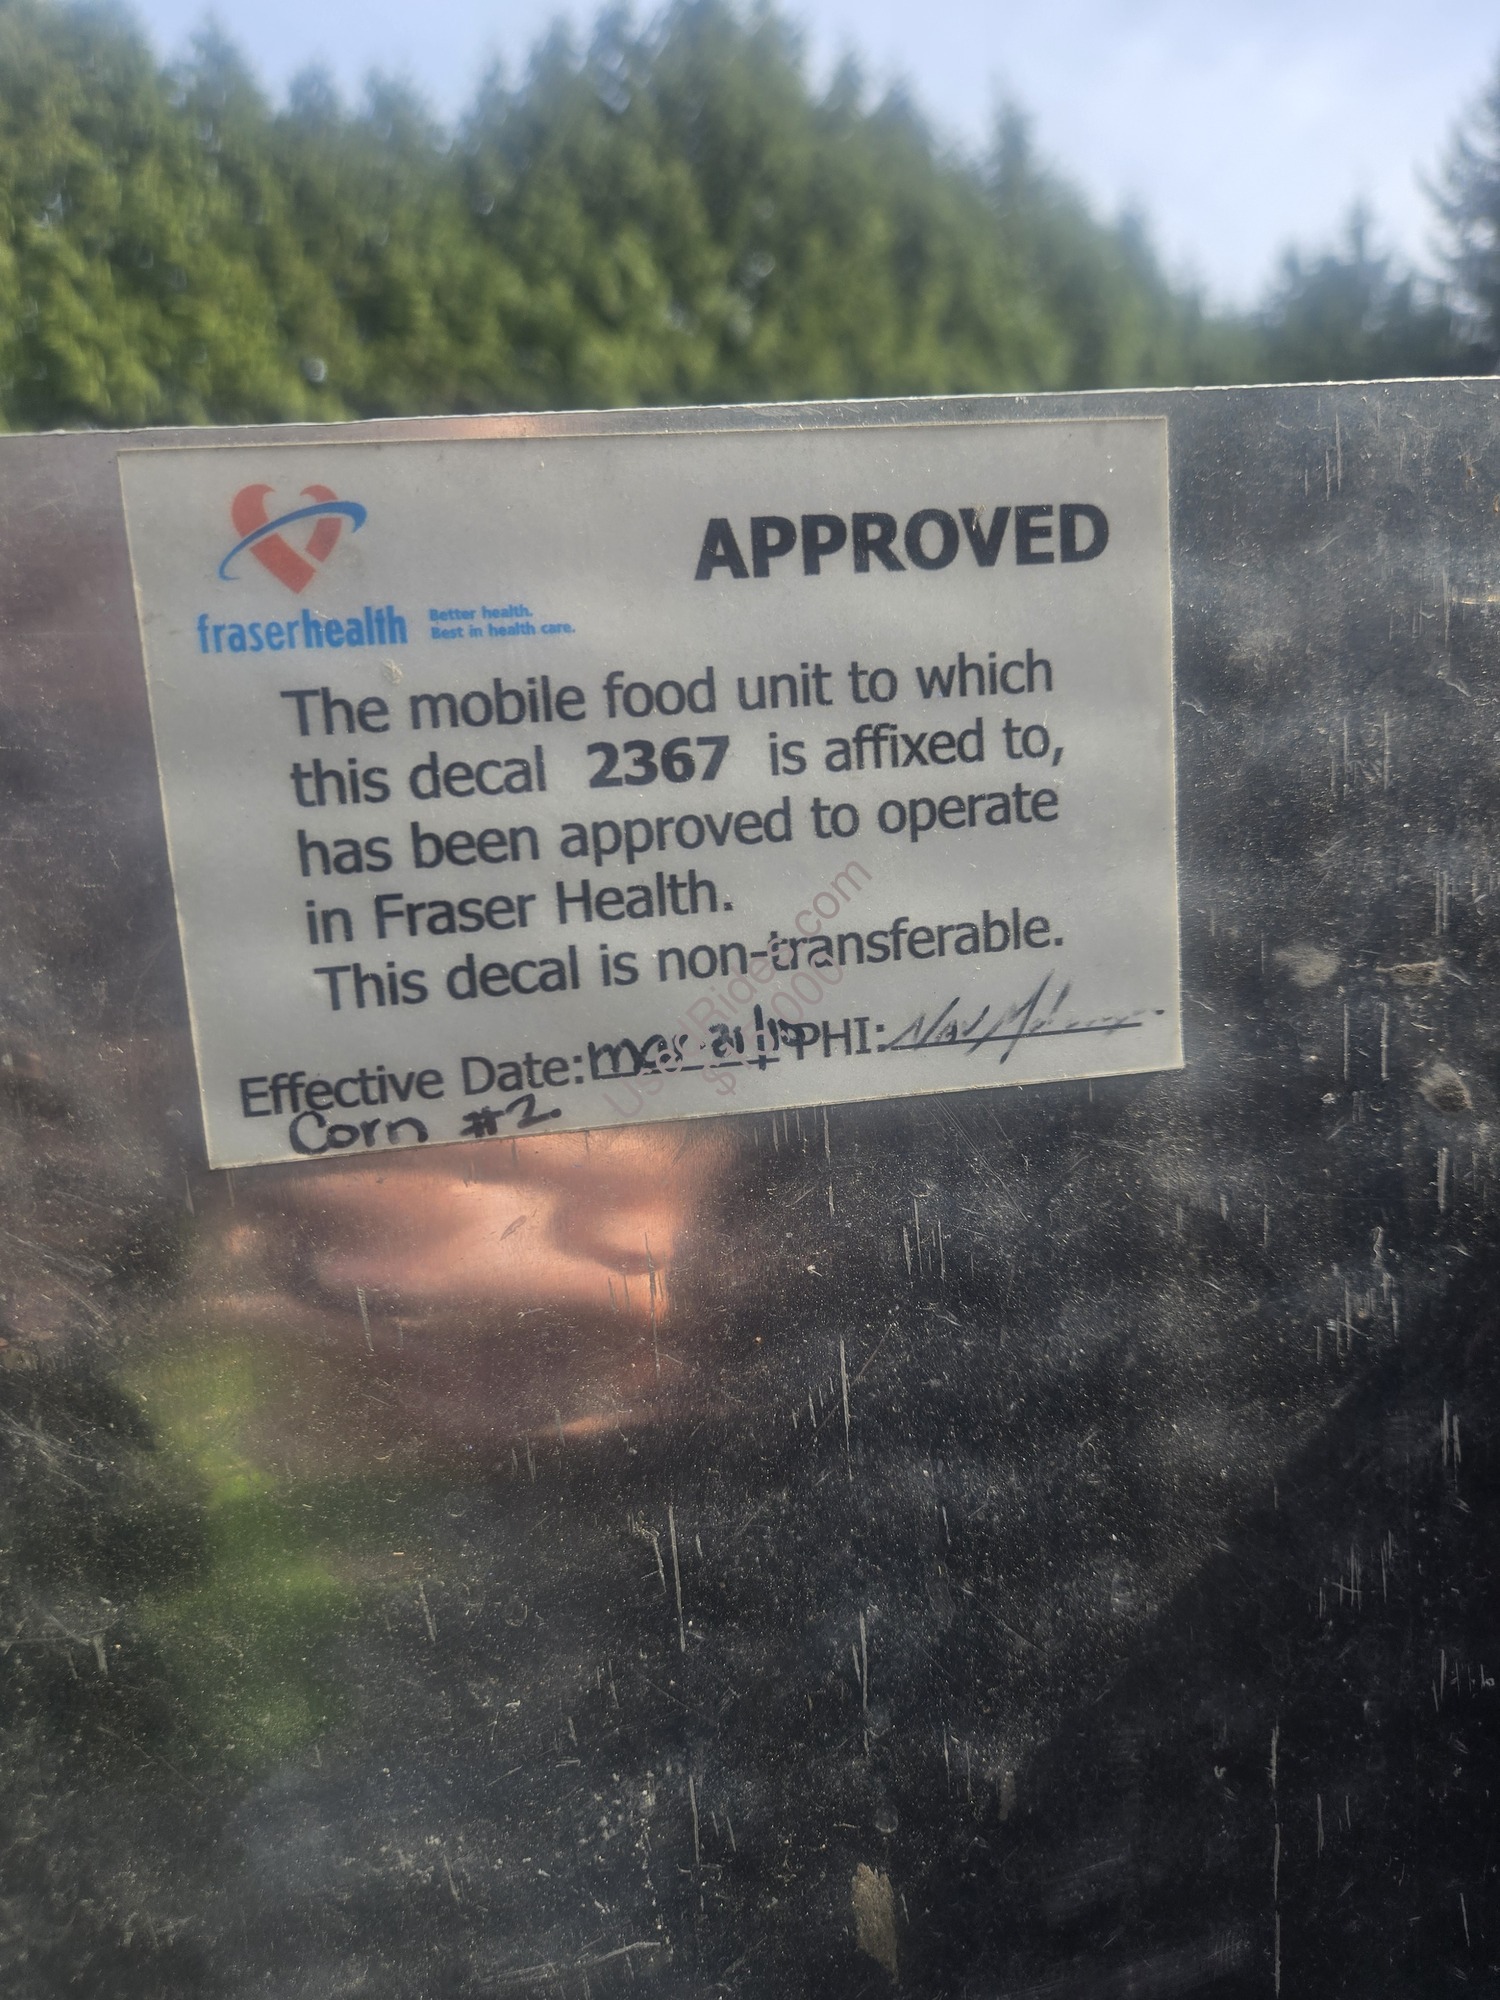 fraserhealth Better health.
Best in health care.
APPROVED
The mobile food unit to which
this decal 2367 is affixed to,
has been approved to operate
in Fraser Health.
This decal is non-transferable.
Effective Date: PHI:
Corn #2.